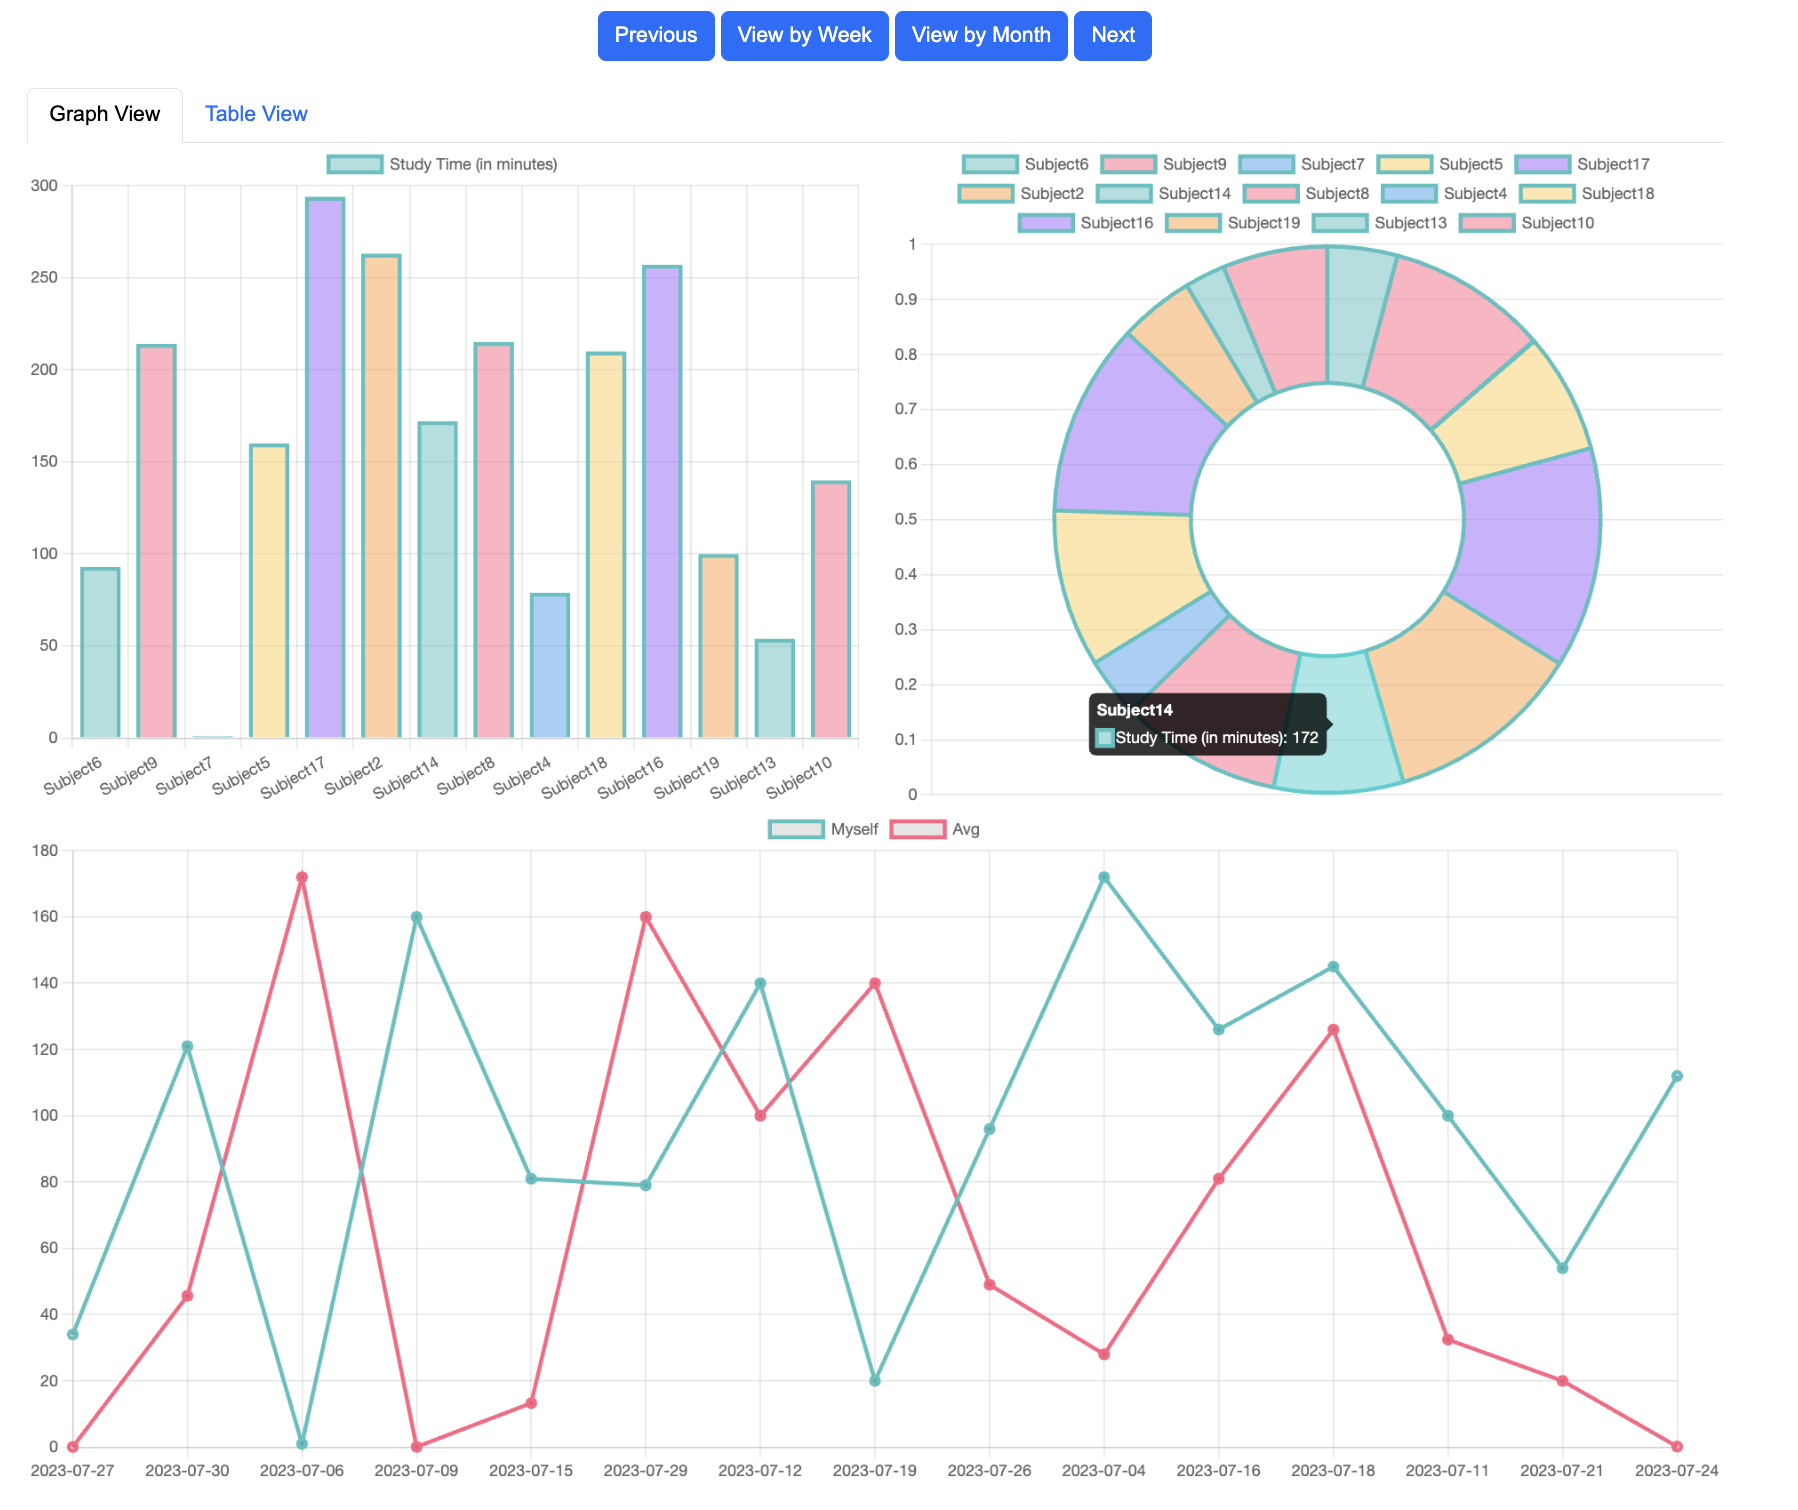 Previous View by Week View by Month Next
Graph View Table View
Study Time (in minutes)
300
250
200
150
100
50
0
Subject6 Subject9 Subject7 Subject5 Subject17 Subject2 Subject14 Subject8 Subject4 Subject18 Subject16 Subject19 Subject13 Subject10
Subject6 Subject9 Subject7 Subject5 Subject17
Subject2 Subject14 Subject8 Subject4 Subject18
Subject16 Subject19 Subject13 Subject10
1
0.9
0.8
0.7
0.6
0.5
0.4
0.3
0.2
0.1
0
Subject14
Study Time (in minutes): 172
Myself Avg
180
160
140
120
100
80
60
40
20
0
2023-07-27 2023-07-30 2023-07-06 2023-07-09 2023-07-15 2023-07-29 2023-07-12 2023-07-19 2023-07-26 2023-07-04 2023-07-16 2023-07-18 2023-07-11 2023-07-21 2023-07-24